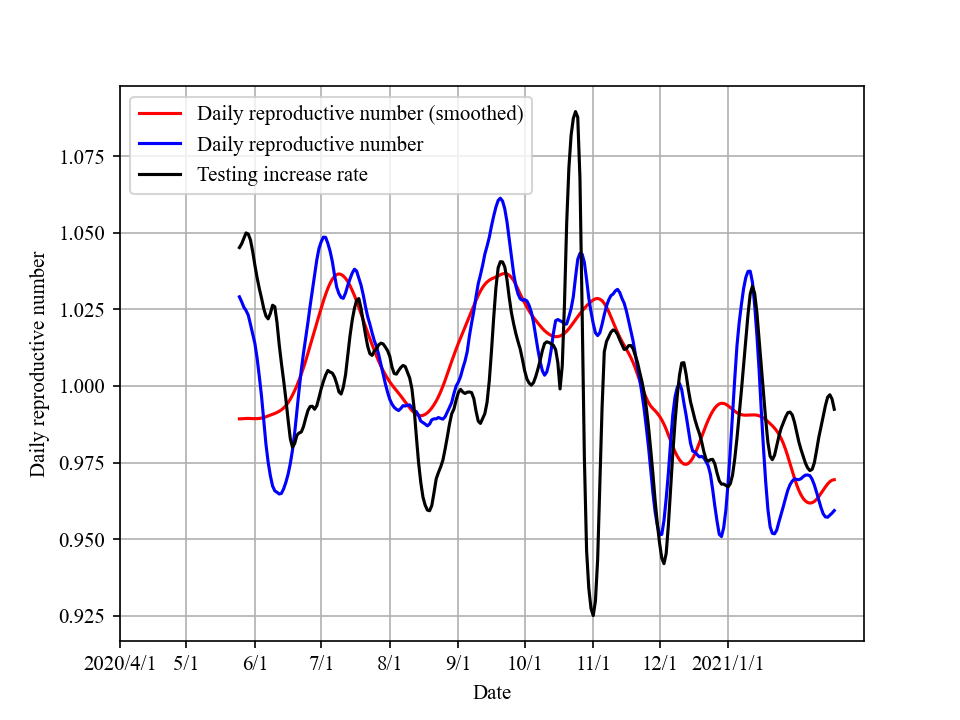 Daily reproductive number (smoothed)
Daily reproductive number
Testing increase rate
Daily reproductive number
1.075
1.050
1.025
1.000
0.975
0.950
0.925
2020/4/1 5/1 6/1 7/1 8/1 9/1 10/1 11/1 12/1 2021/1/1
Date